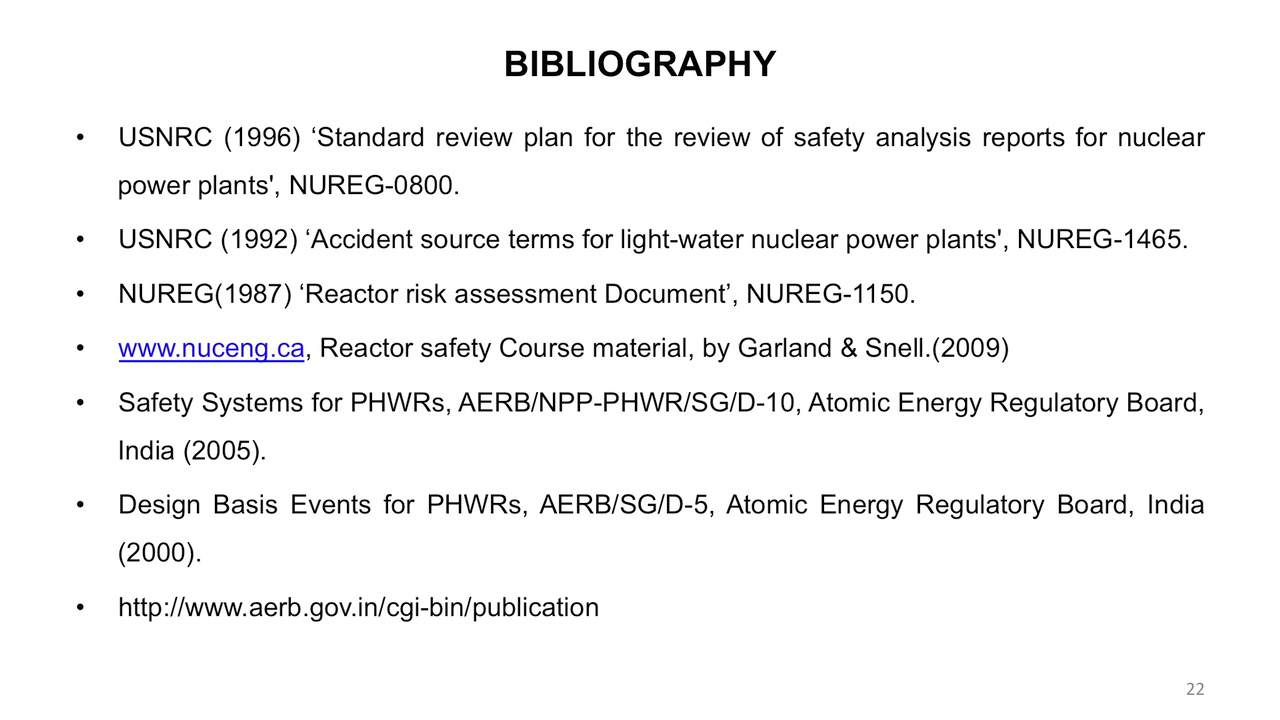 BIBLIOGRAPHY
• USNRC (1996) ‘Standard review plan for the review of safety analysis reports for nuclear
power plants', NUREG-0800.
• USNRC (1992) ‘Accident source terms for light-water nuclear power plants', NUREG-1465.
• NUREG(1987) ‘Reactor risk assessment Document’, NUREG-1150.
• www.nuceng.ca, Reactor safety Course material, by Garland & Snell.(2009)
• Safety Systems for PHWRs, AERB/NPP-PHWR/SG/D-10, Atomic Energy Regulatory Board,
India (2005).
• Design Basis Events for PHWRs, AERB/SG/D-5, Atomic Energy Regulatory Board, India
(2000).
• http://www.aerb.gov.in/cgi-bin/publication
22